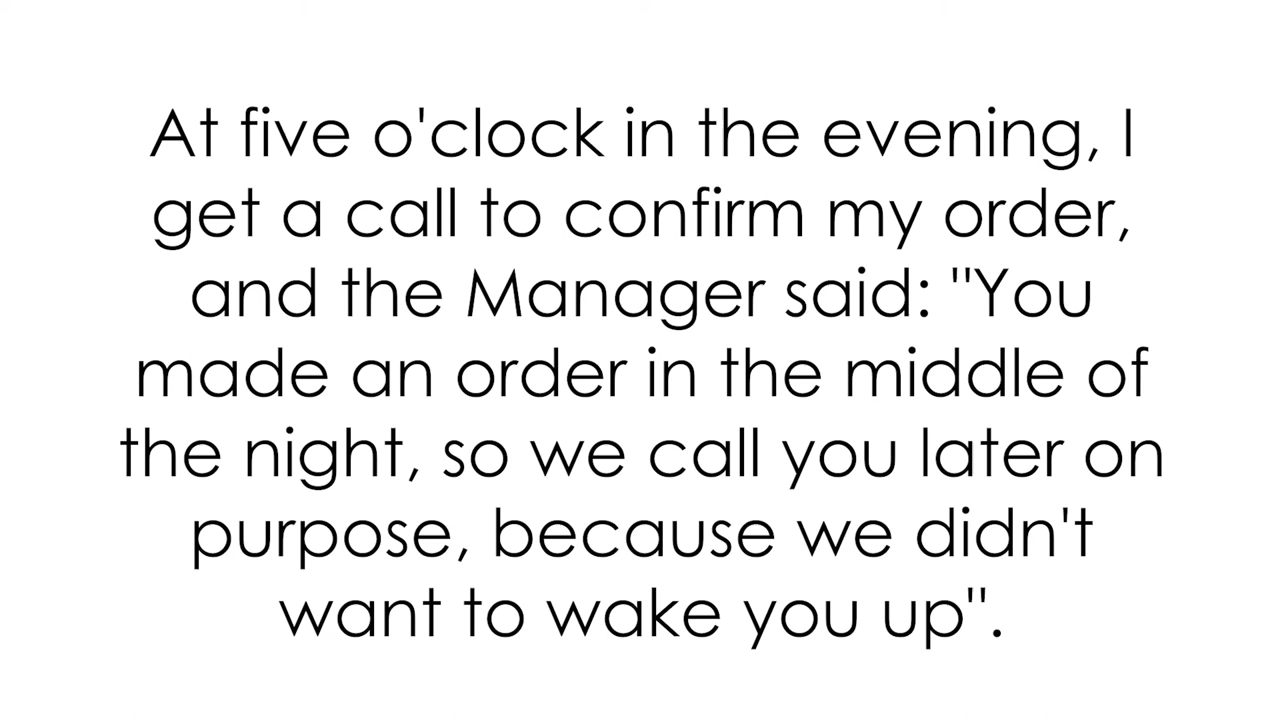 At five o'clock in the evening, I
get a call to confirm my order,
and the Manager said: "You
made an order in the middle of
the night, so we call you later on
purpose, because we didn't
want to wake you up".